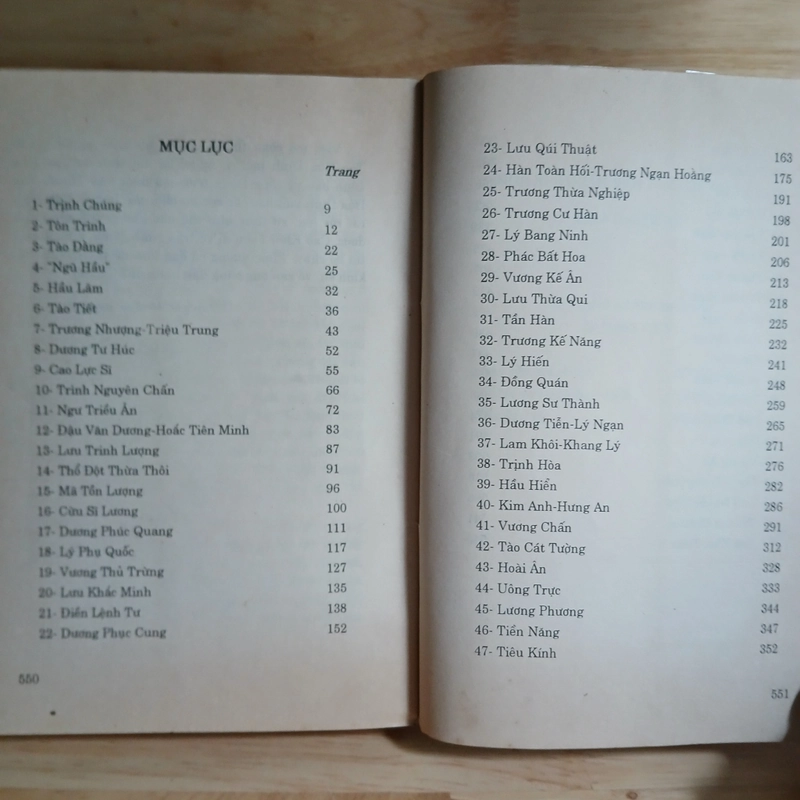 MỤC LỤC
Trang
1- Trịnh Chúng 9
2- Tôn Trình 12
3- Tào Đằng 22
4- "Ngũ Hầu" 25
5- Hầu Lãm 32
6- Tào Tiết 36
7- Trương Nhượng-Triệu Trung 43
8- Dương Tư Húc 52
9- Cao Lực Sĩ 55
10- Trình Nguyên Chấn 66
11- Ngư Triều Ân 72
12- Đậu Văn Dương-Hoắc Tiên Minh 83
13- Lưu Trinh Lượng 87
14- Thổ Đột Thừa Thôi 91
15- Mã Tồn Lượng 96
16- Cừu Sĩ Lương 100
17- Dương Phúc Quang 111
18- Lý Phụ Quốc 117
19- Vương Thủ Trừng 127
20- Lưu Khắc Minh 135
21- Điền Lệnh Tư 138
22- Dương Phục Cung 152
550
23- Lưu Qúi Thuật 163
24- Hàn Toàn Hối-Trương Ngạn Hoàng 175
25- Trương Thừa Nghiệp 191
26- Trương Cư Hàn 198
27- Lý Bang Ninh 201
28- Phác Bất Hoa 206
29- Vương Kế Ân 213
30- Lưu Thừa Qui 218
31- Tần Hàn 225
32- Trương Kế Năng 232
33- Lý Hiến 241
34- Đồng Quán 248
35- Lương Sư Thành 259
36- Dương Tiễn-Lý Ngạn 265
37- Lam Khôi-Khang Lý 271
38- Trịnh Hòa 276
39- Hầu Hiển 282
40- Kim Anh-Hưng An 286
41- Vương Chấn 291
42- Tào Cát Tường 312
43- Hoài Ân 328
44- Uông Trực 333
45- Lương Phương 344
46- Tiền Năng 347
47- Tiêu Kính 352
551